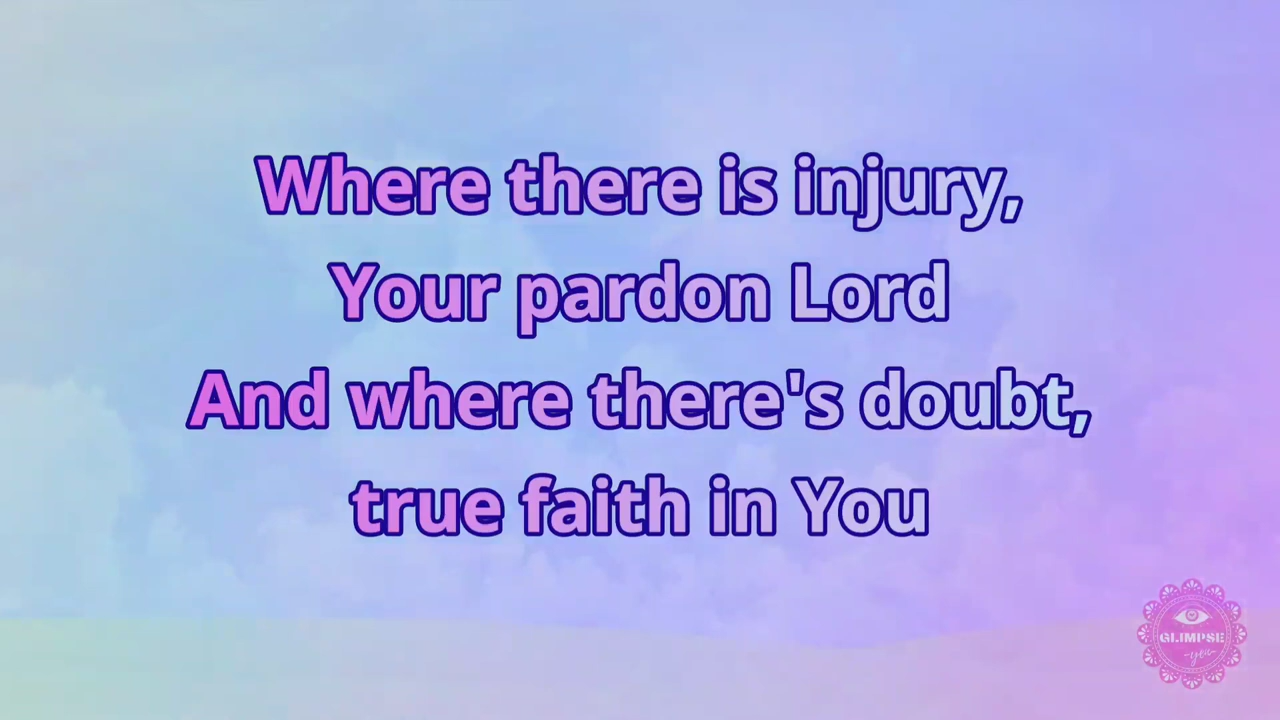 Where there is injury,
Your pardon Lord
And where there's doubt,
true faith in You
GLIMPSE
-you-